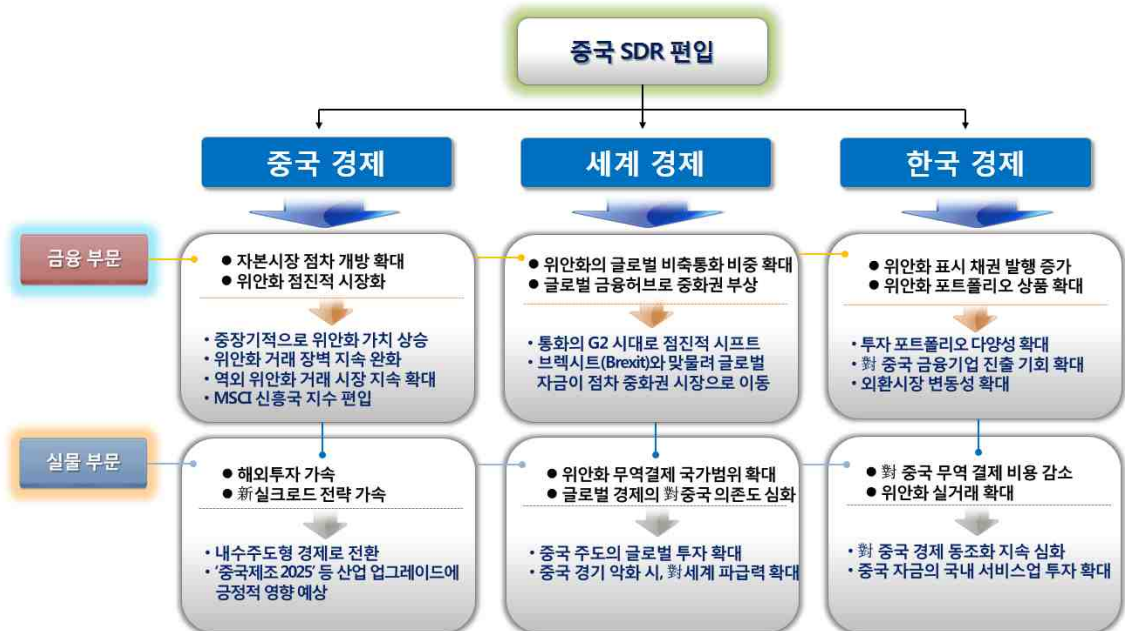 중국 SDR 편입
중국 경제
세계 경제
한국 경제
금융 부문
● 자본시장 점차 개방 확대
● 위안화 점진적 시장화
• 중장기적으로 위안화 가치 상승
• 위안화 거래 장벽 지속 완화
• 역외 위안화 거래 시장 지속 확대
• MSCI 신흥국 지수 편입
● 위안화의 글로벌 비축통화 비중 확대
● 글로벌 금융허브로 중화권 부상
• 통화의 G2 시대로 점진적 시프트
• 브렉시트(Brexit)와 맞물려 글로벌
자금이 점차 중화권 시장으로 이동
● 위안화 표시 채권 발행 증가
● 위안화 포트폴리오 상품 확대
• 투자 포트폴리오 다양성 확대
• 對 중국 금융기업 진출 기회 확대
• 외환시장 변동성 확대
실물 부문
● 해외투자 가속
● 新실크로드 전략 가속
• 내수주도형 경제로 전환
• ‘중국제조 2025’ 등 산업 업그레이드에
긍정적 영향 예상
● 위안화 무역결제 국가범위 확대
● 글로벌 경제의 對중국 의존도 심화
• 중국 주도의 글로벌 투자 확대
• 중국 경기 악화 시, 對세계 파급력 확대
● 對 중국 무역 결제 비용 감소
● 위안화 실거래 확대
• 對 중국 경제 동조화 지속 심화
• 중국 자금의 국내 서비스업 투자 확대